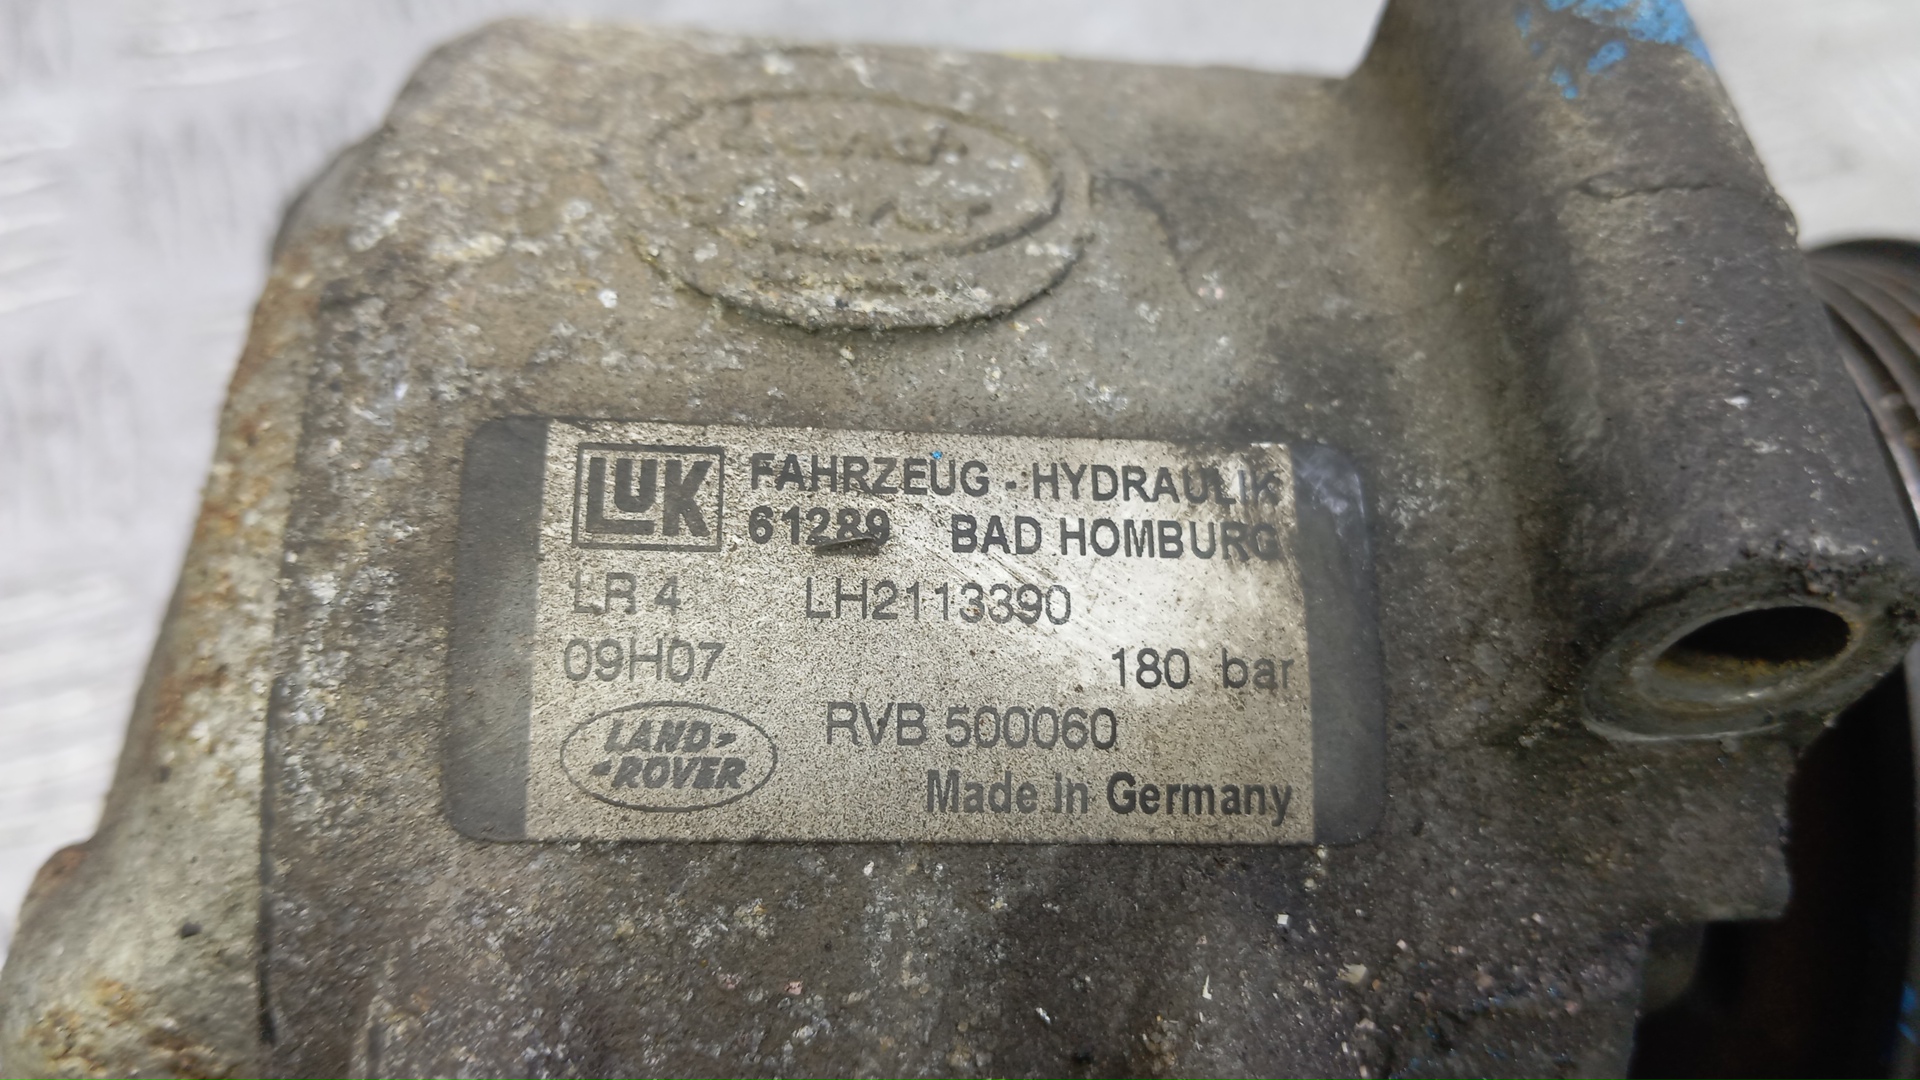 LUK FAHRZEUG - HYDRAULIK
61289 BAD HOMBURG
LR 4 LH2113390
09H07 180 bar
LAND-
-ROVER
RVB 500060
Made in Germany